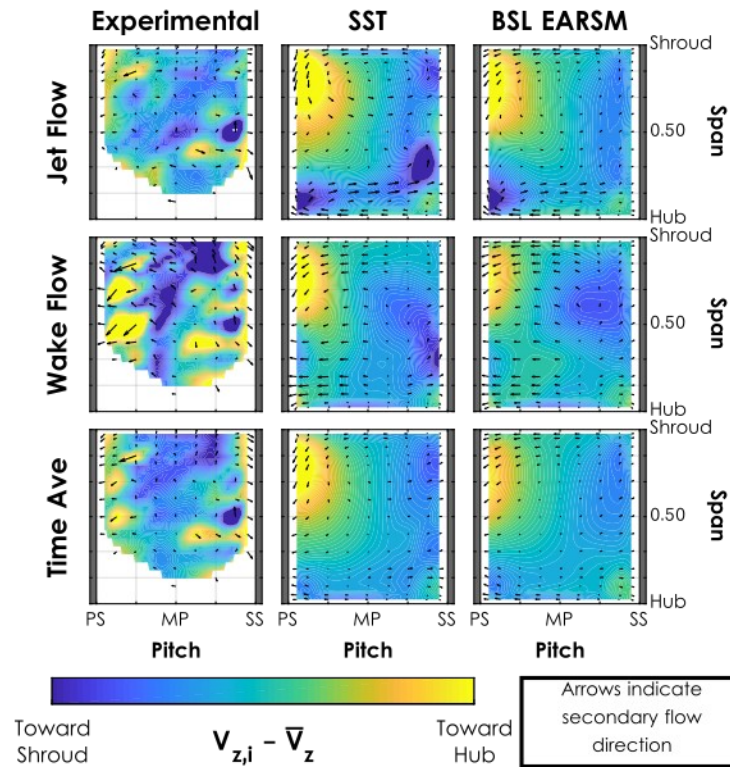 Experimental SST BSL EARSM
Jet Flow
Shroud
0.50
Span
Hub
Wake Flow
Shroud
0.50
Span
Hub
Time Ave
Shroud
0.50
Span
Hub
PS MP SS PS MP SS PS MP SS
Pitch Pitch Pitch
Toward
Shroud
V_z,i - V̅_z
Toward
Hub
Arrows indicate
secondary flow
direction